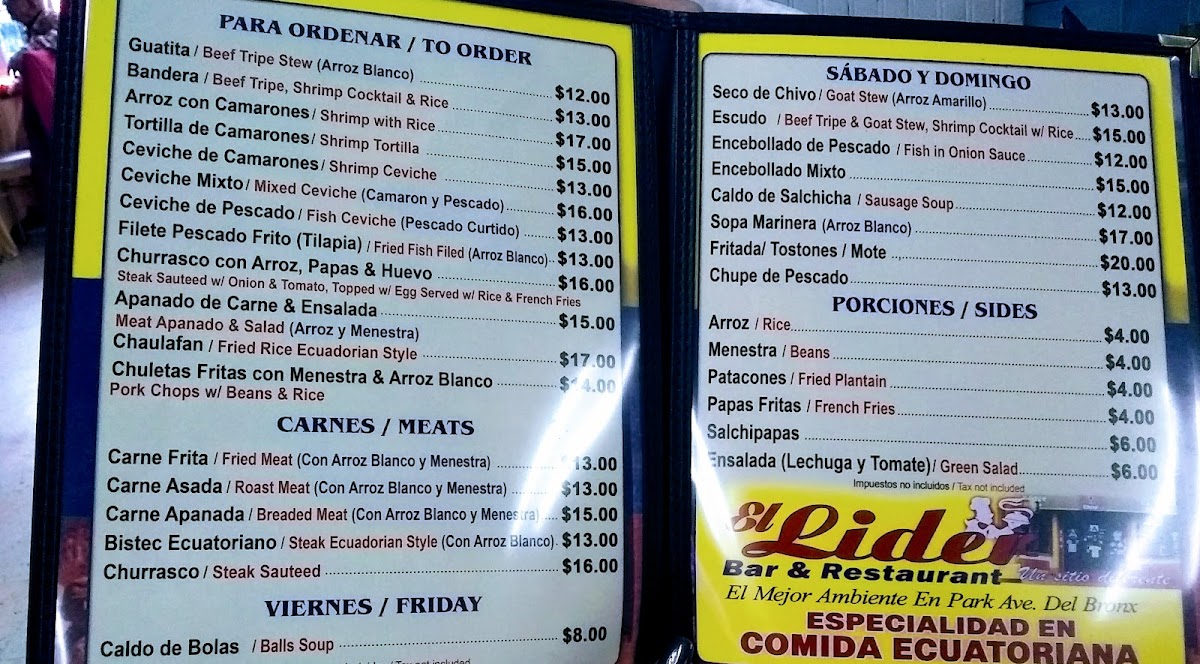 PARA ORDENAR / TO ORDER
Guatita / Beef Tripe Stew (Arroz Blanco) $12.00
Bandera / Beef Tripe, Shrimp Cocktail & Rice $13.00
Arroz con Camarones / Shrimp with Rice $17.00
Tortilla de Camarones / Shrimp Tortilla $15.00
Ceviche de Camarones / Shrimp Ceviche $13.00
Ceviche Mixto / Mixed Ceviche (Camaron y Pescado) $16.00
Ceviche de Pescado / Fish Ceviche (Pescado Curtido) $13.00
Filete Pescado Frito (Tilapia) / Fried Fish Filed (Arroz Blanco) $13.00
Churrasco con Arroz, Papas & Huevo $16.00
Steak Sauteed w/ Onion & Tomato, Topped w/ Egg Served w/ Rice & French Fries
Apanado de Carne & Ensalada $15.00
Meat Apanado & Salad (Arroz y Menestra)
Chaulafan / Fried Rice Ecuadorian Style $17.00
Chuletas Fritas con Menestra & Arroz Blanco $14.00
Pork Chops w/ Beans & Rice
CARNES / MEATS
Carne Frita / Fried Meat (Con Arroz Blanco y Menestra) $13.00
Carne Asada / Roast Meat (Con Arroz Blanco y Menestra) $13.00
Carne Apanada / Breaded Meat (Con Arroz Blanco y Menestra) $15.00
Bistec Ecuatoriano / Steak Ecuadorian Style (Con Arroz Blanco) $13.00
Churrasco / Steak Sauteed $16.00
VIERNES / FRIDAY
Caldo de Bolas / Balls Soup $8.00
Tax not included
SÁBADO Y DOMINGO
Seco de Chivo / Goat Stew (Arroz Amarillo) $13.00
Escudo / Beef Tripe & Goat Stew, Shrimp Cocktail w/ Rice $15.00
Encebollado de Pescado / Fish in Onion Sauce $12.00
Encebollado Mixto $15.00
Caldo de Salchicha / Sausage Soup $12.00
Sopa Marinera (Arroz Blanco) $17.00
Fritada/ Tostones / Mote $20.00
Chupe de Pescado $13.00
PORCIONES / SIDES
Arroz / Rice $4.00
Menestra / Beans $4.00
Patacones / Fried Plantain $4.00
Papas Fritas / French Fries $4.00
Salchipapas $6.00
Ensalada (Lechuga y Tomate) / Green Salad $6.00
Impuestos no incluidos / Tax not included
El Lider
Bar & Restaurant
Un sitio diferente
El Mejor Ambiente En Park Ave. Del Bronx
ESPECIALIDAD EN
COMIDA ECUATORIANA